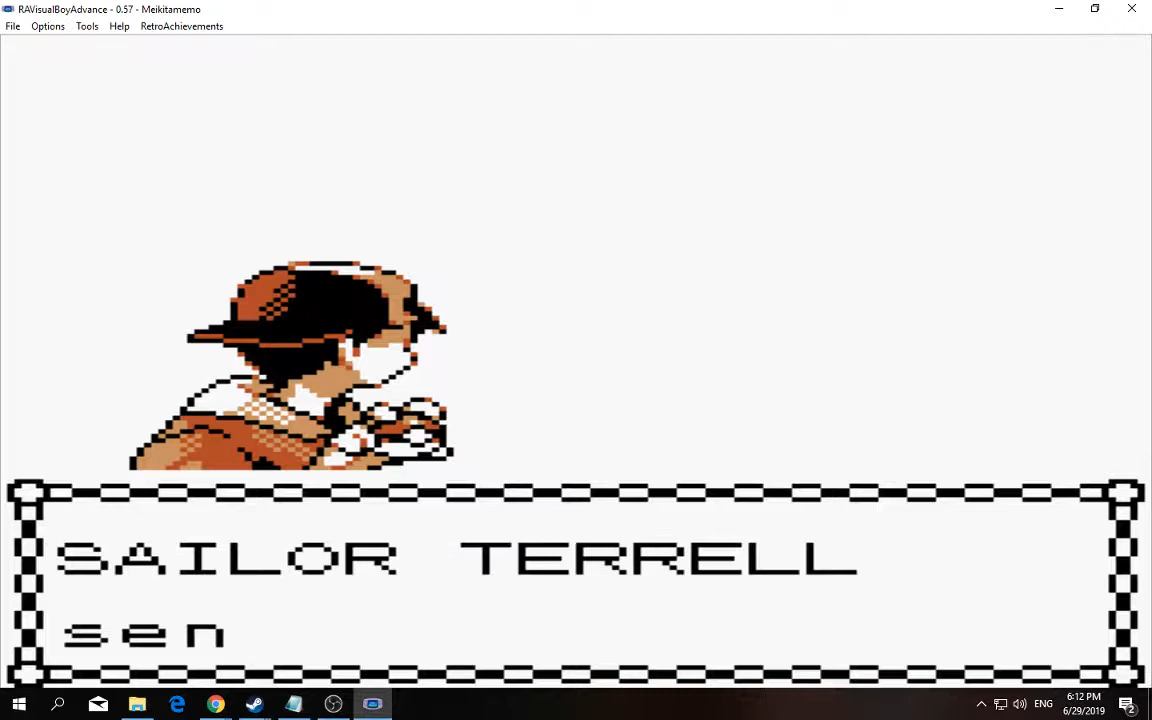 RAVisualBoyAdvance - 0.57 - Meikitamemo
File Options Tools Help RetroAchievements
SAILOR TERRELL
sen
ENG
6:12 PM
6/29/2019
2